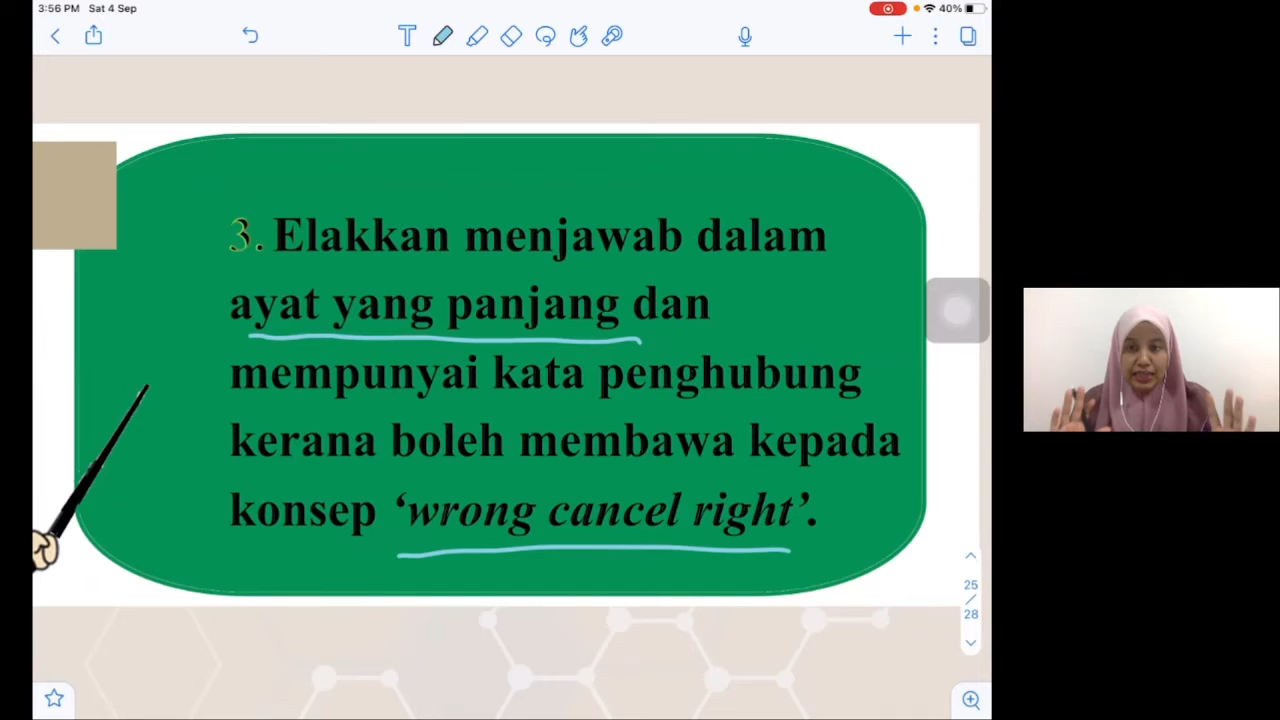 3:56 PM Sat 4 Sep
40%
3. Elakkan menjawab dalam
ayat yang panjang dan
mempunyai kata penghubung
kerana boleh membawa kepada
konsep ‘wrong cancel right’.
25
/
28